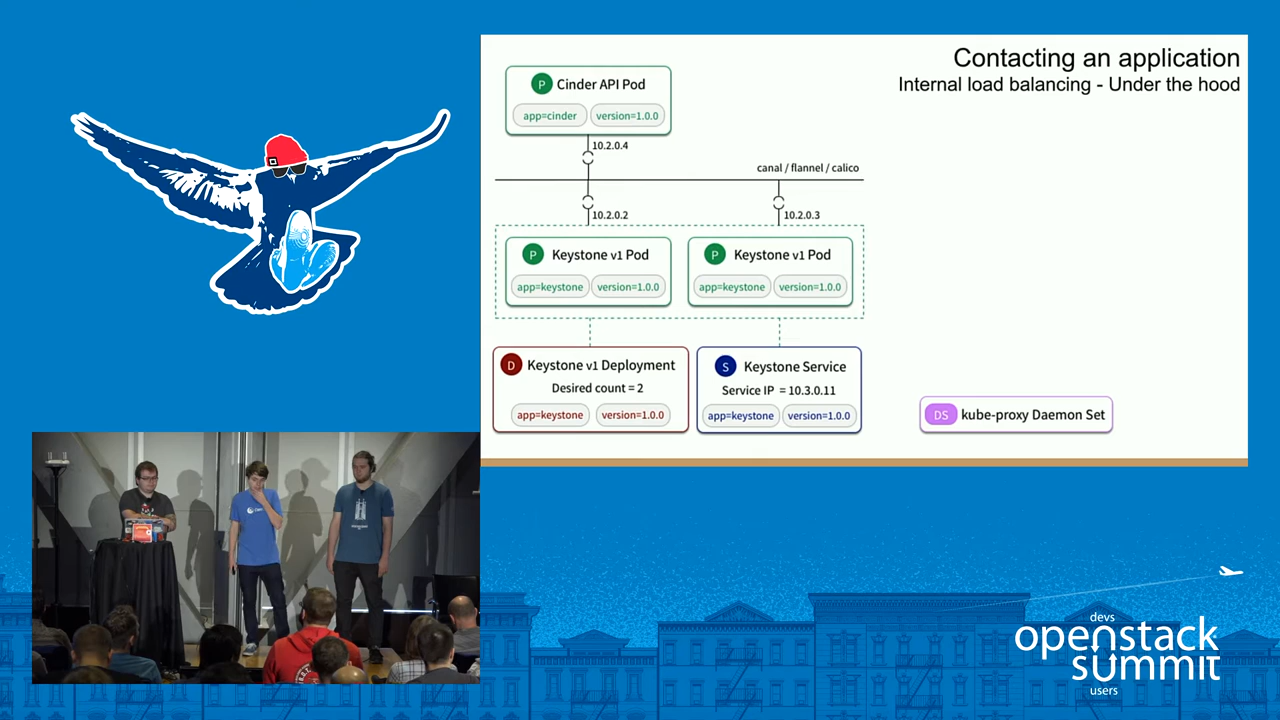 Contacting an application
Internal load balancing - Under the hood
P Cinder API Pod
app=cinder version=1.0.0
10.2.0.4
canal / flannel / calico
10.2.0.2 10.2.0.3
P Keystone v1 Pod
app=keystone version=1.0.0
P Keystone v1 Pod
app=keystone version=1.0.0
D Keystone v1 Deployment
Desired count = 2
app=keystone version=1.0.0
S Keystone Service
Service IP = 10.3.0.11
app=keystone version=1.0.0
DS kube-proxy Daemon Set
devs
openstack
summit
users